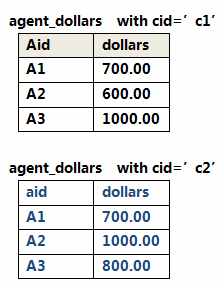 agent_dollars with cid=’ c1’
Aid dollars
A1 700.00
A2 600.00
A3 1000.00
agent_dollars with cid=’ c2’
aid dollars
A1 700.00
A2 1000.00
A3 800.00